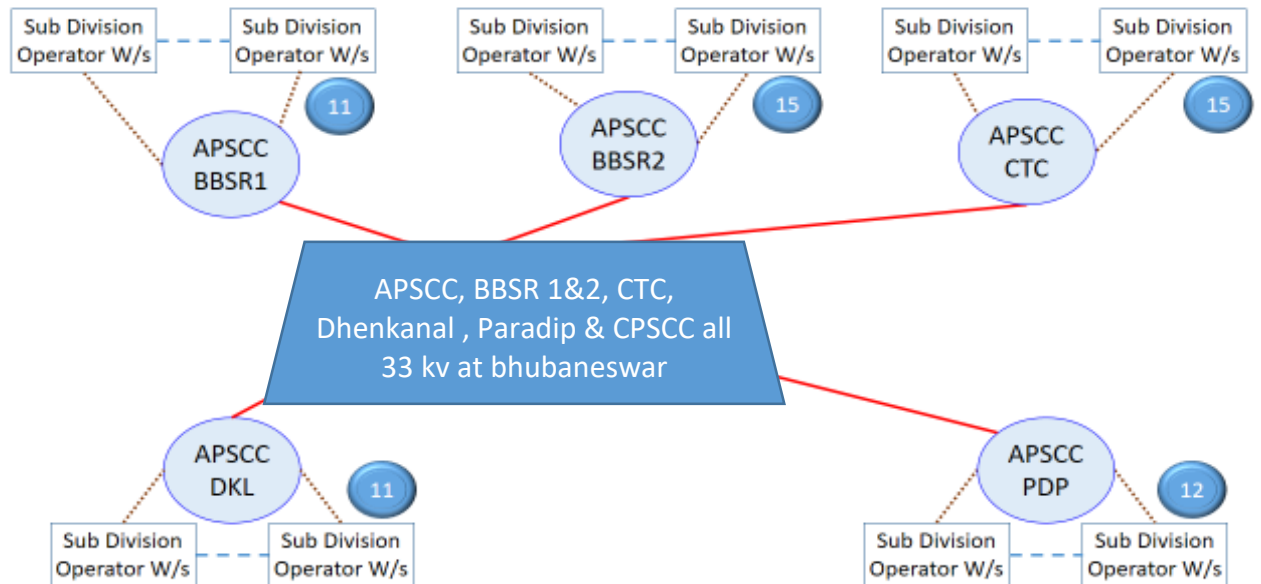 Sub Division
Operator W/s
Sub Division
Operator W/s
Sub Division
Operator W/s
Sub Division
Operator W/s
Sub Division
Operator W/s
Sub Division
Operator W/s
11
15
15
APSCC
BBSR1
APSCC
BBSR2
APSCC
CTC
APSCC, BBSR 1&2, CTC,
Dhenkanal , Paradip & CPSCC all
33 kv at bhubaneswar
APSCC
DKL
11
APSCC
PDP
12
Sub Division
Operator W/s
Sub Division
Operator W/s
Sub Division
Operator W/s
Sub Division
Operator W/s